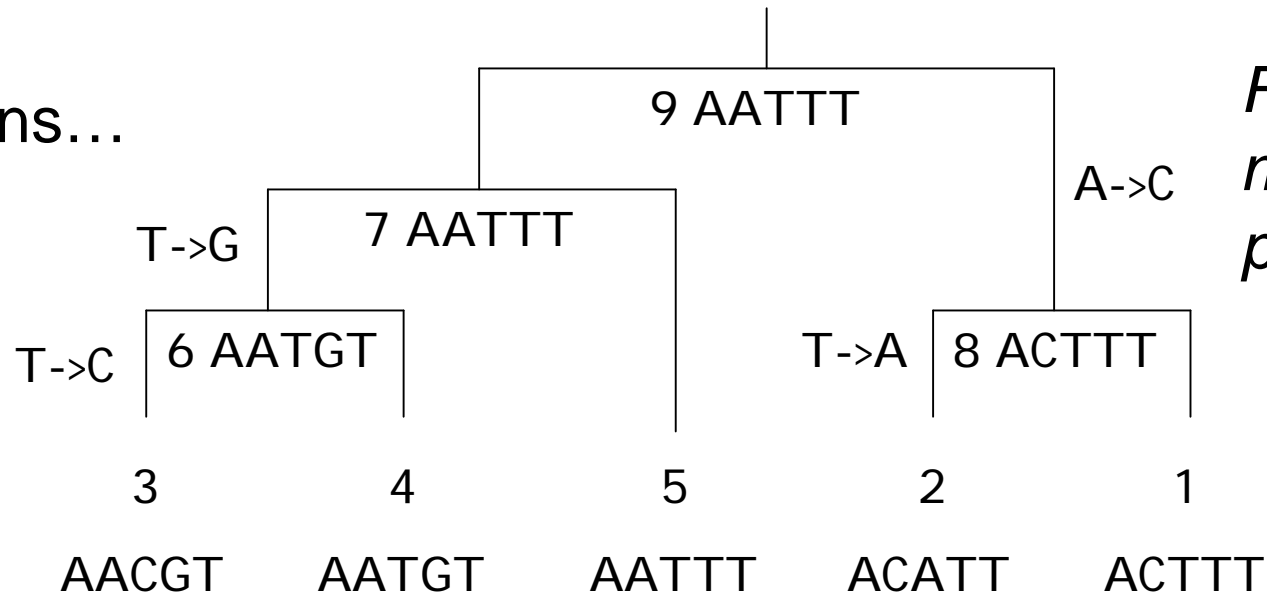 9 AATTT
ns…
A->C
7 AATTT
T->G
T->C
6 AATGT
T->A
8 ACTTT
3 4 5 2 1
AACGT AATGT AATTT ACATT ACTTT